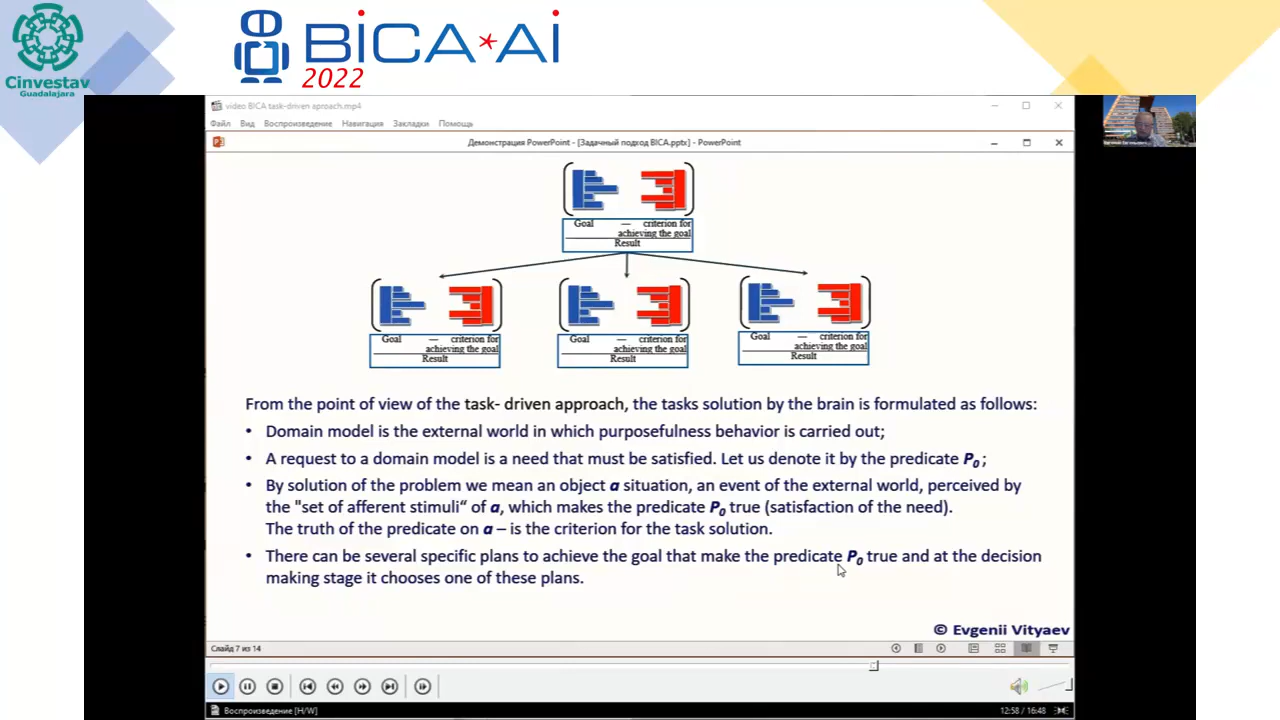 Cinvestav
Guadalajara
BiCA*Ai
2022
video BICA task-driven aproach.mp4
Файл Вид Воспроизведение Навигация Закладки Помощь
Демонстрация PowerPoint - [Задачный подход BICA.pptx] - PowerPoint
Goal — criterion for
achieving the goal
Result
Goal — criterion for
achieving the goal
Result
Goal — criterion for
achieving the goal
Result
Goal — criterion for
achieving the goal
Result
From the point of view of the task- driven approach, the tasks solution by the brain is formulated as follows:
• Domain model is the external world in which purposefulness behavior is carried out;
• A request to a domain model is a need that must be satisfied. Let us denote it by the predicate P0 ;
• By solution of the problem we mean an object a situation, an event of the external world, perceived by
the "set of afferent stimuli“ of a, which makes the predicate P0 true (satisfaction of the need).
The truth of the predicate on a – is the criterion for the task solution.
• There can be several specific plans to achieve the goal that make the predicate P0 true and at the decision
making stage it chooses one of these plans.
© Evgenii Vityaev
Слайд 7 из 14
Воспроизведение [H/W]
12:58 / 16:48